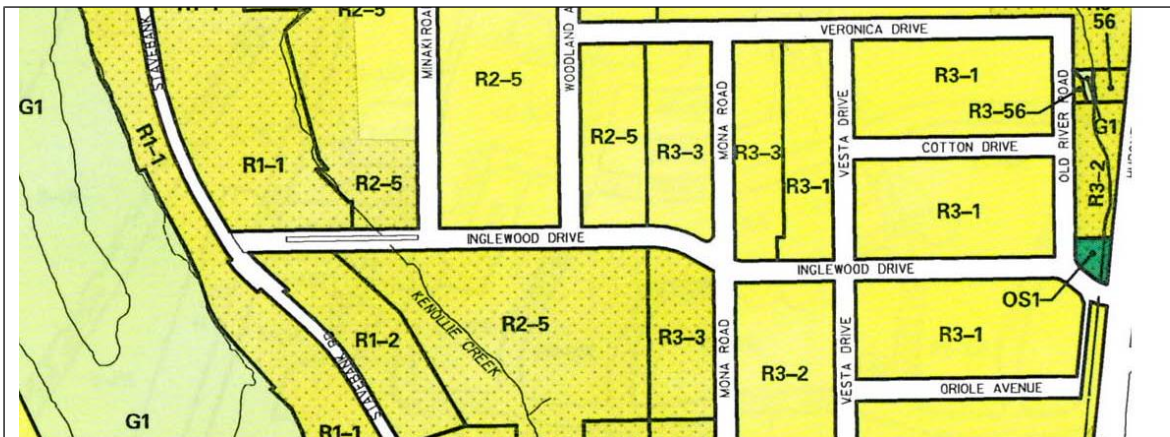 R2-5
56
VERONICA DRIVE
STAVEBANK
MINAKI ROAD
R2-5
WOODLAND A
R2-5
R3-3
MONA ROAD
R3-3
R3-1
VESTA DRIVE
R3-1
R3-56
OLD RIVER ROAD
G1
COTTON DRIVE
R3-2
G1
R1-1
R1-1
R2-5
R3-1
INGLEWOOD DRIVE
INGLEWOOD DRIVE
OS1
KENOLLIE CREEK
R2-5
R3-3
MONA ROAD
R3-1
R1-2
STAVEBANK RD
R3-2
VESTA DRIVE
ORIOLE AVENUE
G1
R1-1